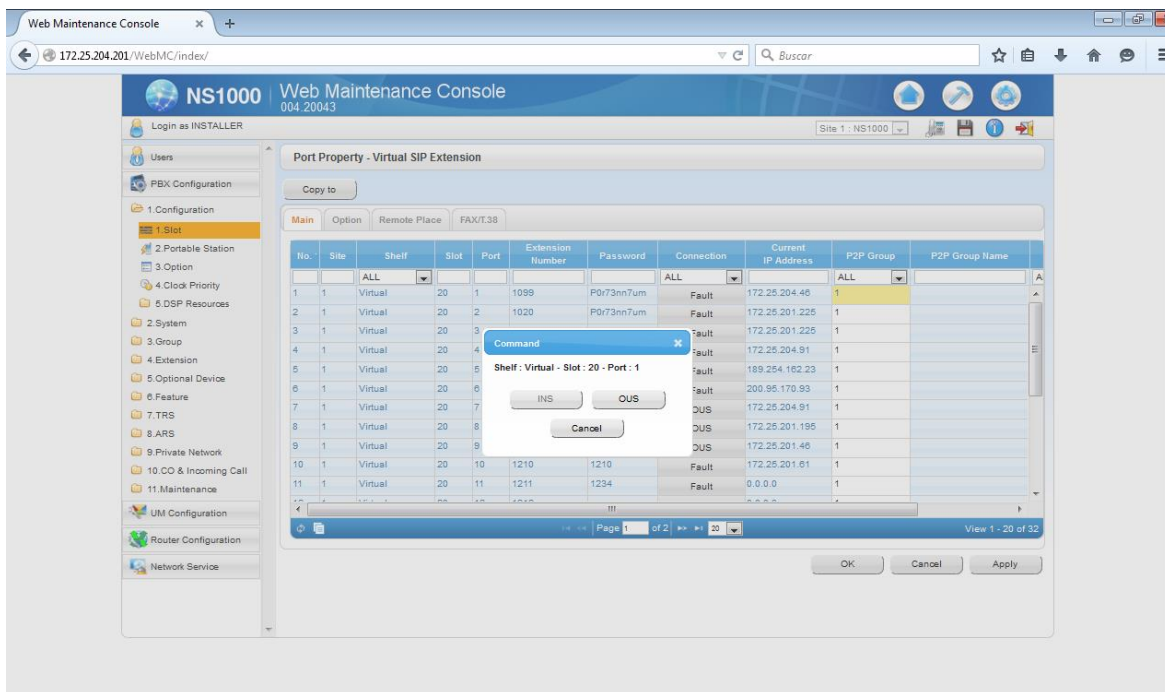 Web Maintenance Console × +
172.25.204.201/WebMC/index/ Buscar
NS1000 Web Maintenance Console
004.20043
Login as INSTALLER Site 1 : NS1000
Users
PBX Configuration
1.Configuration
1.Slot
2.Portable Station
3.Option
4.Clock Priority
5.DSP Resources
2.System
3.Group
4.Extension
5.Optional Device
6.Feature
7.TRS
8.ARS
9.Private Network
10.CO & Incoming Call
11.Maintenance
UM Configuration
Router Configuration
Network Service
Port Property - Virtual SIP Extension
Copy to
Main Option Remote Place FAX/T.38
No. Site Shelf Slot Port Extension Number Password Connection Current IP Address P2P Group P2P Group Name
ALL ALL ALL A
1 1 Virtual 20 1 1099 P0r73nn7um Fault 172.25.204.46 1
2 1 Virtual 20 2 1020 P0r73nn7um Fault 172.25.201.225 1
3 1 Virtual 20 3 Fault 172.25.201.225 1
4 1 Virtual 20 4 Fault 172.25.204.91 1
5 1 Virtual 20 5 Fault 189.254.162.23 1
6 1 Virtual 20 6 Fault 200.95.170.93 1
7 1 Virtual 20 7 OUS 172.25.204.91 1
8 1 Virtual 20 8 OUS 172.25.201.195 1
9 1 Virtual 20 9 OUS 172.25.201.46 1
10 1 Virtual 20 10 1210 1210 Fault 172.25.201.61 1
11 1 Virtual 20 11 1211 1234 Fault 0.0.0.0 1
Command ×
Shelf : Virtual - Slot : 20 - Port : 1
INS OUS
Cancel
Page 1 of 2 20 View 1 - 20 of 32
OK Cancel Apply